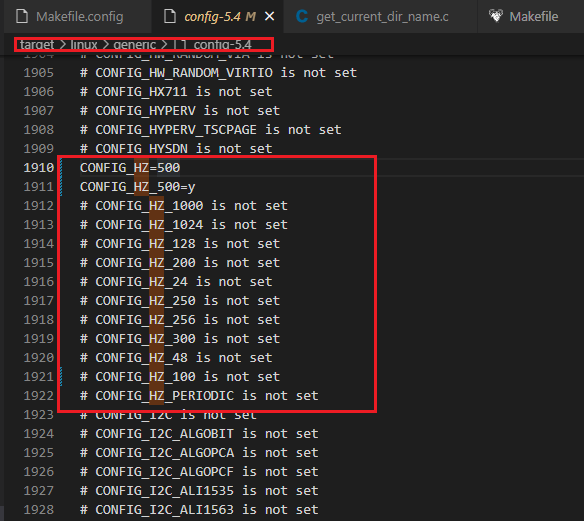 Makefile.config
config-5.4 M
get_current_dir_name.c
Makefile
target > linux > generic > config-5.4
1904 # CONFIG_HW_RANDOM_VIA is not set
1905 # CONFIG_HW_RANDOM_VIRTIO is not set
1906 # CONFIG_HX711 is not set
1907 # CONFIG_HYPERV is not set
1908 # CONFIG_HYPERV_TSCPAGE is not set
1909 # CONFIG_HYSDN is not set
1910 CONFIG_HZ=500
1911 CONFIG_HZ_500=y
1912 # CONFIG_HZ_1000 is not set
1913 # CONFIG_HZ_1024 is not set
1914 # CONFIG_HZ_128 is not set
1915 # CONFIG_HZ_200 is not set
1916 # CONFIG_HZ_24 is not set
1917 # CONFIG_HZ_250 is not set
1918 # CONFIG_HZ_256 is not set
1919 # CONFIG_HZ_300 is not set
1920 # CONFIG_HZ_48 is not set
1921 # CONFIG_HZ_100 is not set
1922 # CONFIG_HZ_PERIODIC is not set
1923 # CONFIG_I2C is not set
1924 # CONFIG_I2C_ALGOBIT is not set
1925 # CONFIG_I2C_ALGOPCA is not set
1926 # CONFIG_I2C_ALGOPCF is not set
1927 # CONFIG_I2C_ALI1535 is not set
1928 # CONFIG_I2C_ALI1563 is not set